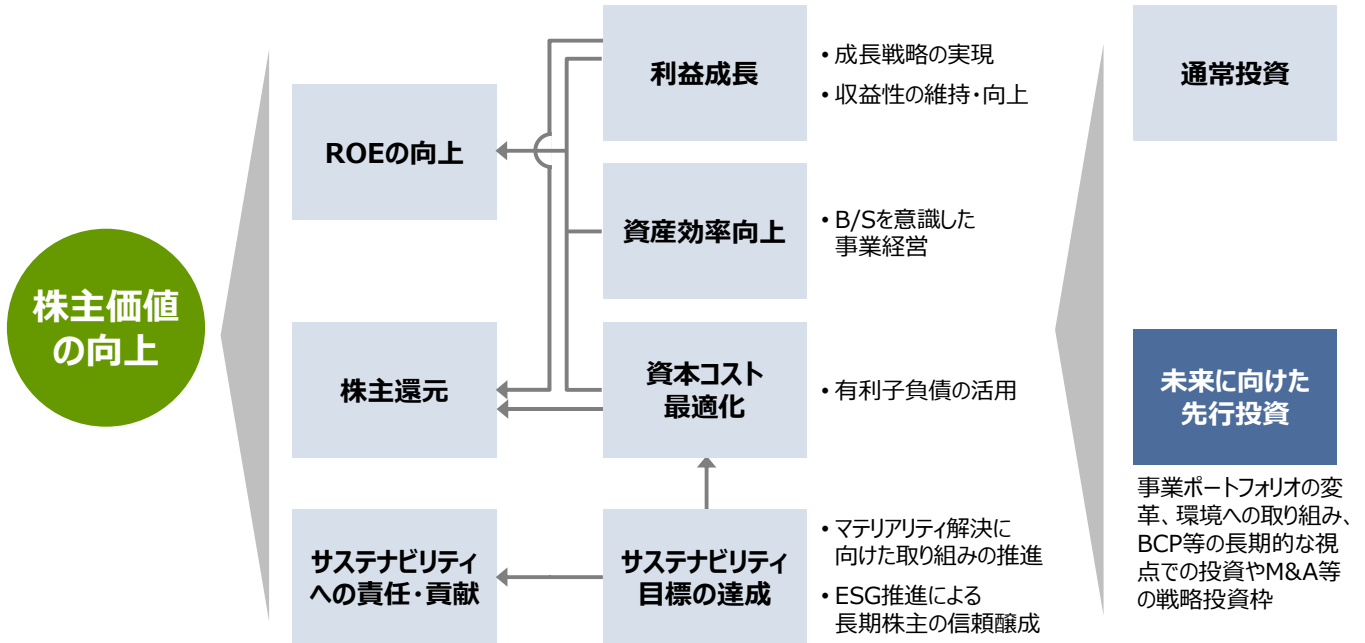 株主価値
の向上
ROEの向上
株主還元
サステナビリティ
への責任・貢献
利益成長
• 成長戦略の実現
• 収益性の維持・向上
資産効率向上
• B/Sを意識した
事業経営
資本コスト
最適化
• 有利子負債の活用
サステナビリティ
目標の達成
• マテリアリティ解決に
向けた取り組みの推進
• ESG推進による
長期株主の信頼醸成
通常投資
未来に向けた
先行投資
事業ポートフォリオの変
革、環境への取り組み、
BCP等の長期的な視
点での投資やM&A等
の戦略投資枠